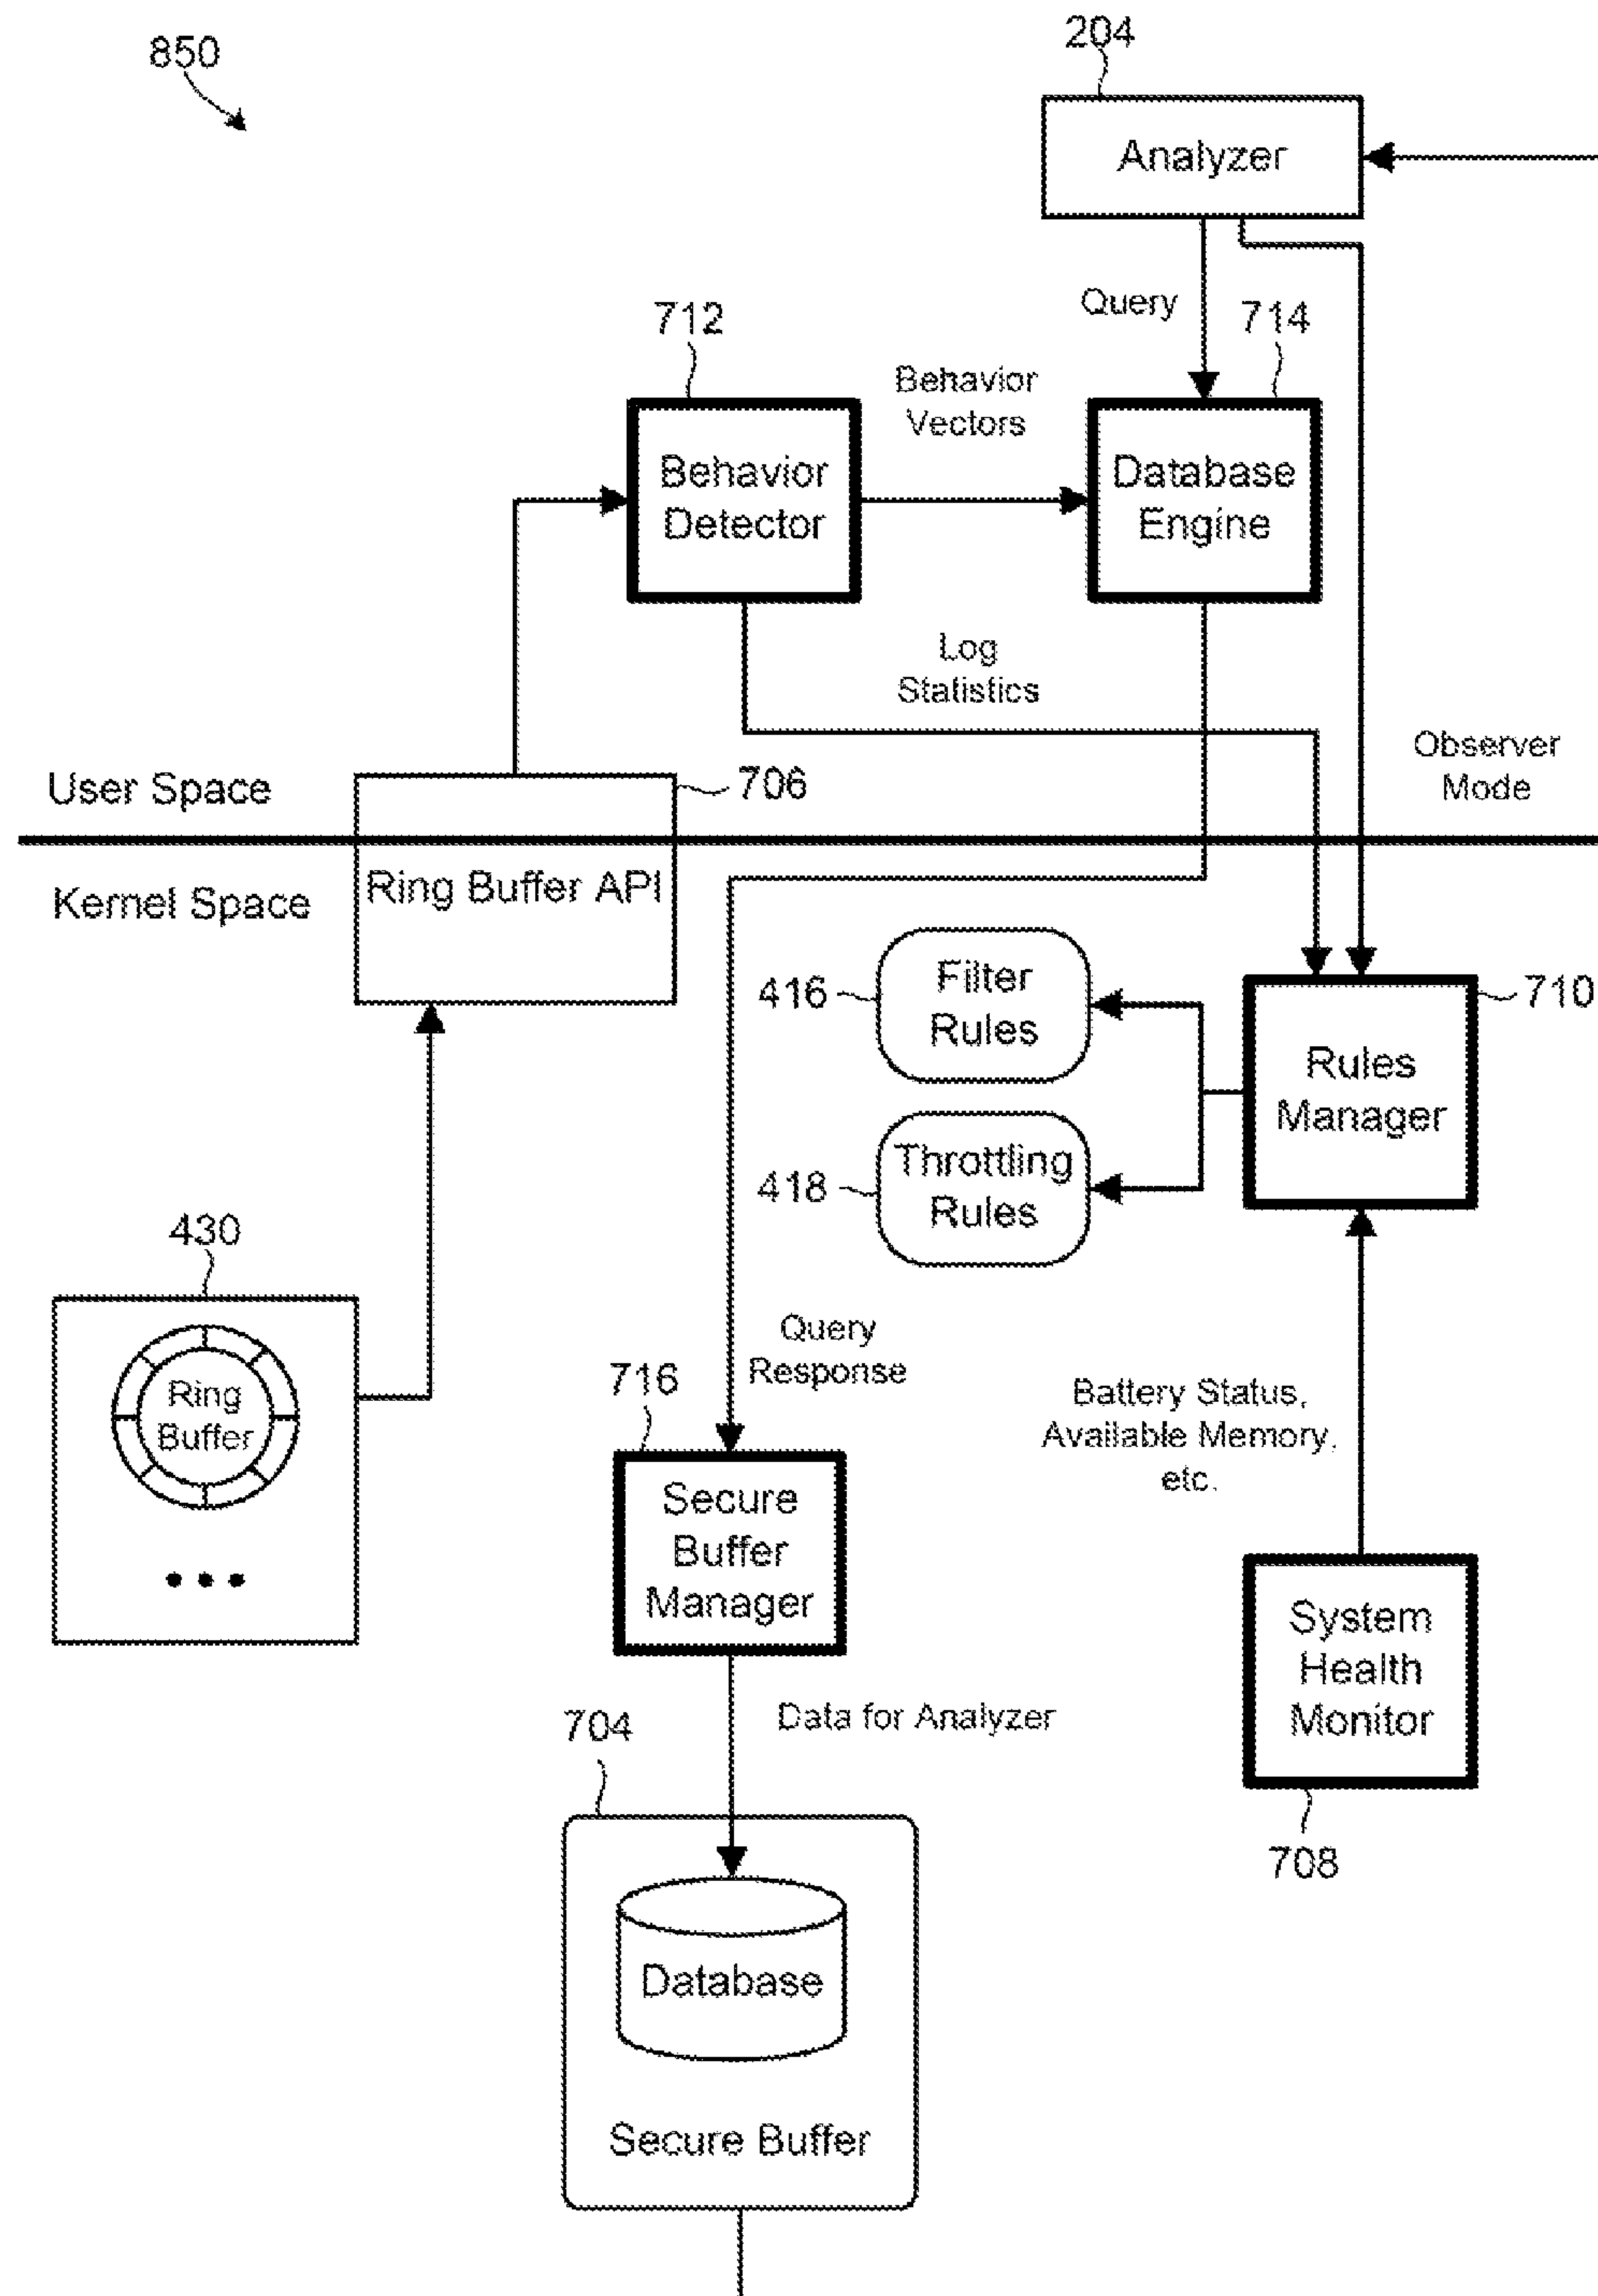 850
204
Analyzer
Query
712
714
Behavior
Vectors
Behavior
Detector
Database
Engine
Log
Statistics
Observer
Mode
User Space
706
Kernel Space
Ring Buffer API
416
Filter
Rules
710
Rules
Manager
418
Throttling
Rules
430
Ring
Buffer
Query
Response
716
Battery Status,
Available Memory,
etc.
Secure
Buffer
Manager
System
Health
Monitor
704
Data for Analyzer
708
Database
Secure Buffer